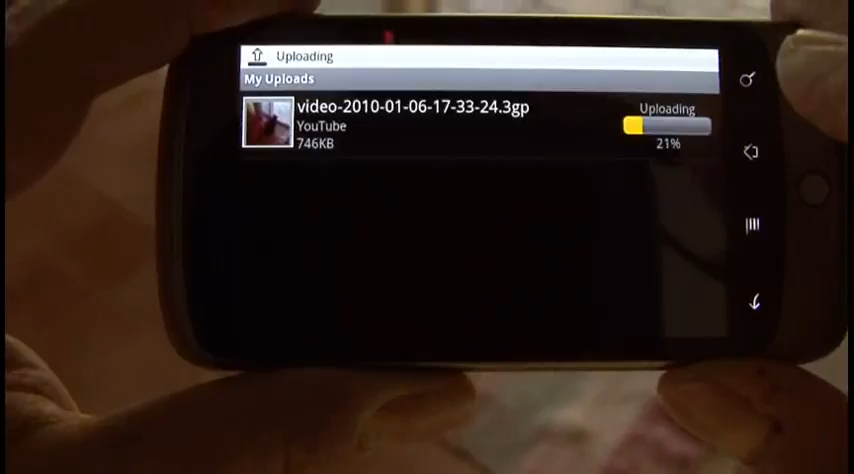 Uploading
My Uploads
video-2010-01-06-17-33-24.3gp
Uploading
YouTube
746KB
21%